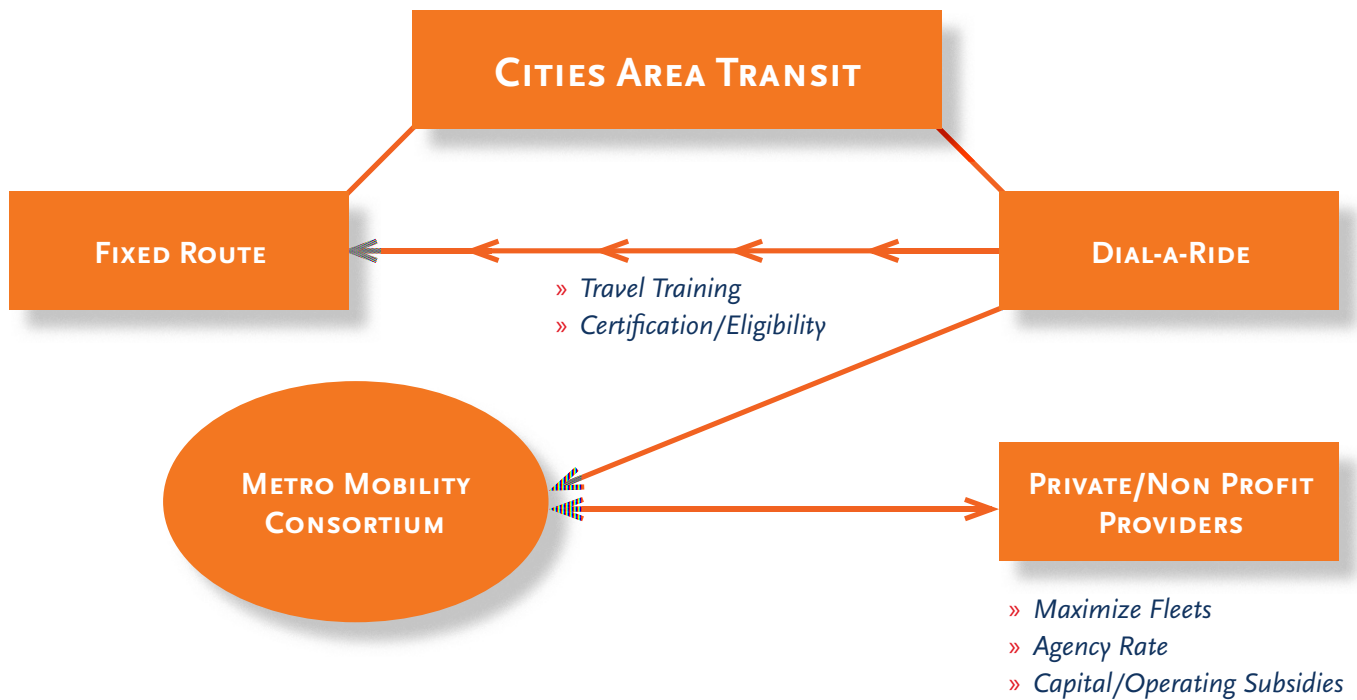 Cities Area Transit
Fixed Route
Dial-a-Ride
» Travel Training
» Certification/Eligibility
Metro Mobility
Consortium
Private/Non Profit
Providers
» Maximize Fleets
» Agency Rate
» Capital/Operating Subsidies